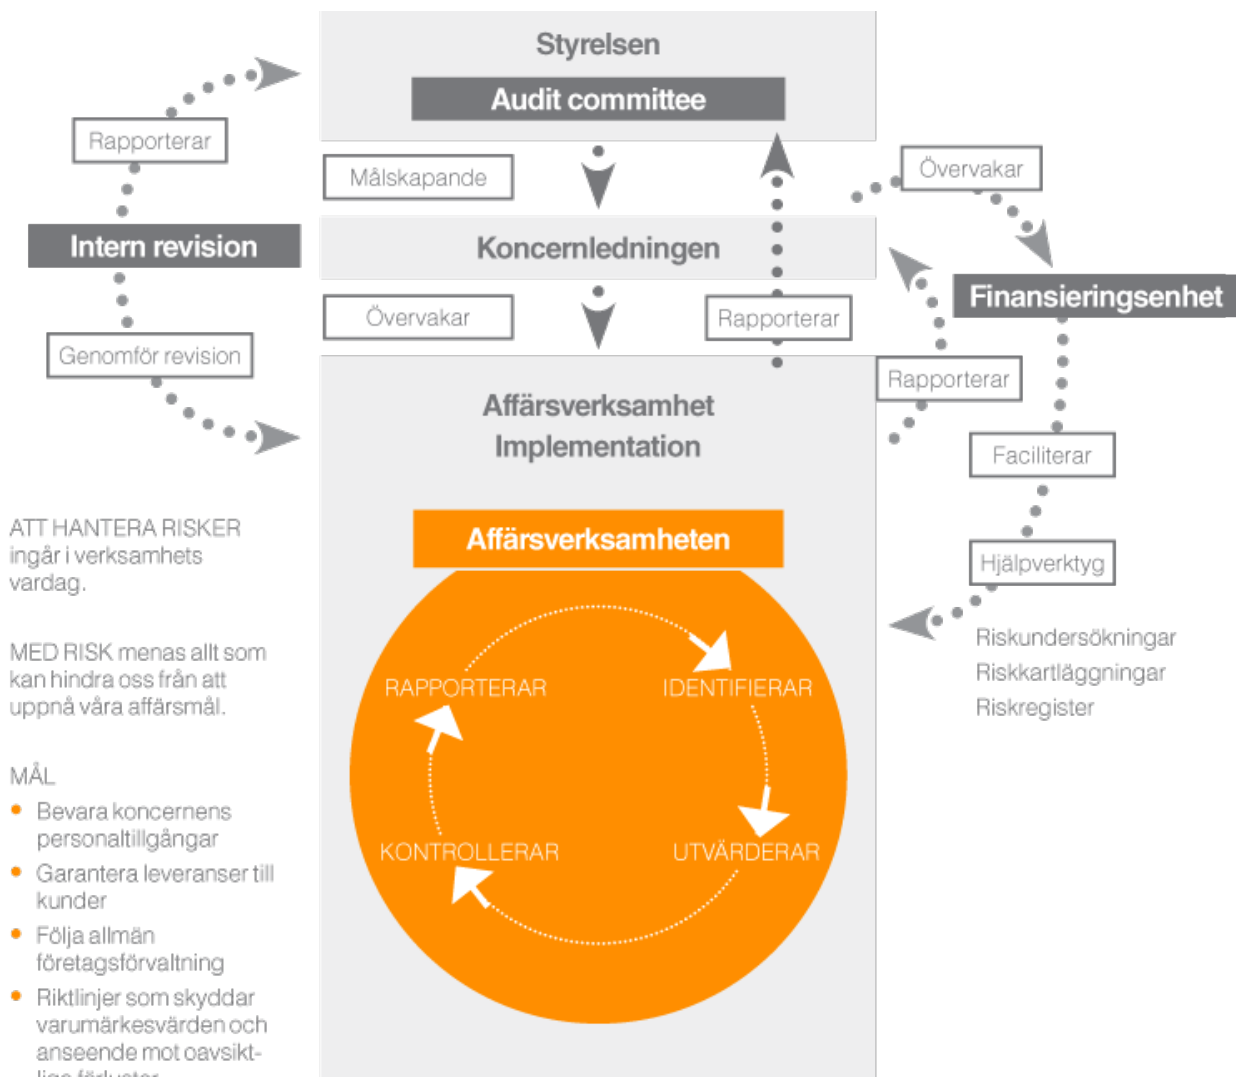 Styrelsen
Audit committee
Rapporterar
Målskapande
Övervakar
Intern revision
Koncernledningen
Finansieringsenhet
Genomför revision
Övervakar
Rapporterar
Rapporterar
Affärsverksamhet
Implementation
Faciliterar
Hjälpverktyg
Riskundersökningar
Riskkartläggningar
Riskregister
Affärsverksamheten
RAPPORTERAR
IDENTIFIERAR
KONTROLLERAR
UTVÄRDERAR
ATT HANTERA RISKER
ingår i verksamhets
vardag.
MED RISK menas allt som
kan hindra oss från att
uppnå våra affärsmål.
MÅL
Bevara koncernens
personaltillgångar
Garantera leveranser till
kunder
Följa allmän
företagsförvaltning
Riktlinjer som skyddar
varumärkesvärden och
anseende mot oavsikt-